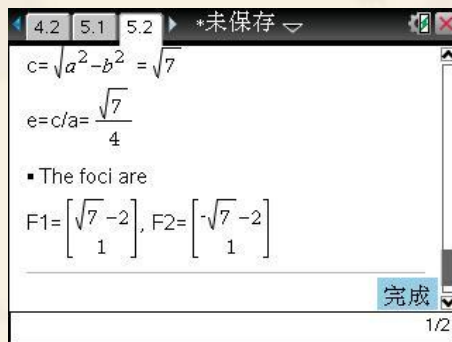 4.2 5.1 5.2 *未保存
c=√a²−b² =√7
e=c/a=√7/4
▪ The foci are
F1=[√7−2 1], F2=[-√7−2 1]
完成
1/2